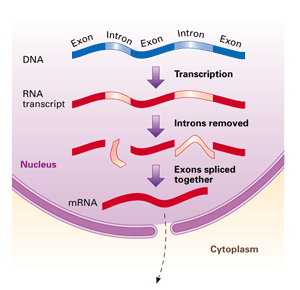 Exon Intron Exon Intron Exon
DNA
Transcription
RNA
transcript
Introns removed
Nucleus
Exons spliced
together
mRNA
Cytoplasm